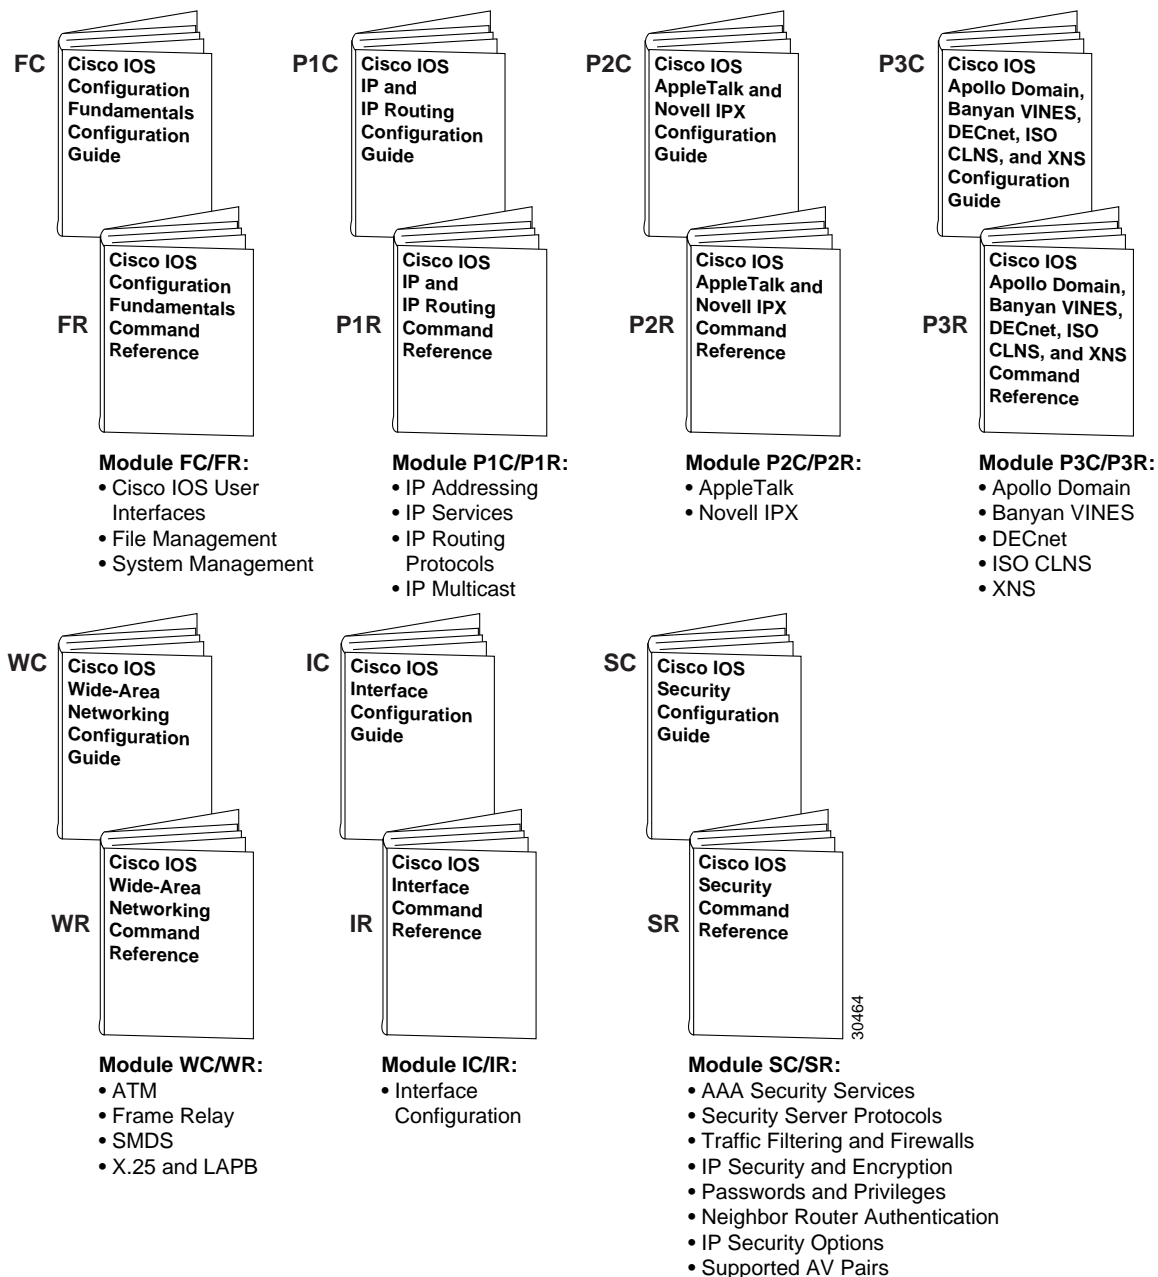 FC
Cisco IOS
Configuration
Fundamentals
Configuration
Guide
FR
Cisco IOS
Configuration
Fundamentals
Command
Reference
Module FC/FR:
• Cisco IOS User
Interfaces
• File Management
• System Management
P1C
Cisco IOS
IP and
IP Routing
Configuration
Guide
P1R
Cisco IOS
IP and
IP Routing
Command
Reference
Module P1C/P1R:
• IP Addressing
• IP Services
• IP Routing
Protocols
• IP Multicast
P2C
Cisco IOS
AppleTalk and
Novell IPX
Configuration
Guide
P2R
Cisco IOS
AppleTalk and
Novell IPX
Command
Reference
Module P2C/P2R:
• AppleTalk
• Novell IPX
P3C
Cisco IOS
Apollo Domain,
Banyan VINES,
DECnet, ISO
CLNS, and XNS
Configuration
Guide
P3R
Cisco IOS
Apollo Domain,
Banyan VINES,
DECnet, ISO
CLNS, and XNS
Command
Reference
Module P3C/P3R:
• Apollo Domain
• Banyan VINES
• DECnet
• ISO CLNS
• XNS
WC
Cisco IOS
Wide-Area
Networking
Configuration
Guide
WR
Cisco IOS
Wide-Area
Networking
Command
Reference
Module WC/WR:
• ATM
• Frame Relay
• SMDS
• X.25 and LAPB
IC
Cisco IOS
Interface
Configuration
Guide
IR
Cisco IOS
Interface
Command
Reference
Module IC/IR:
• Interface
Configuration
SC
Cisco IOS
Security
Configuration
Guide
SR
Cisco IOS
Security
Command
Reference
30464
Module SC/SR:
• AAA Security Services
• Security Server Protocols
• Traffic Filtering and Firewalls
• IP Security and Encryption
• Passwords and Privileges
• Neighbor Router Authentication
• IP Security Options
• Supported AV Pairs